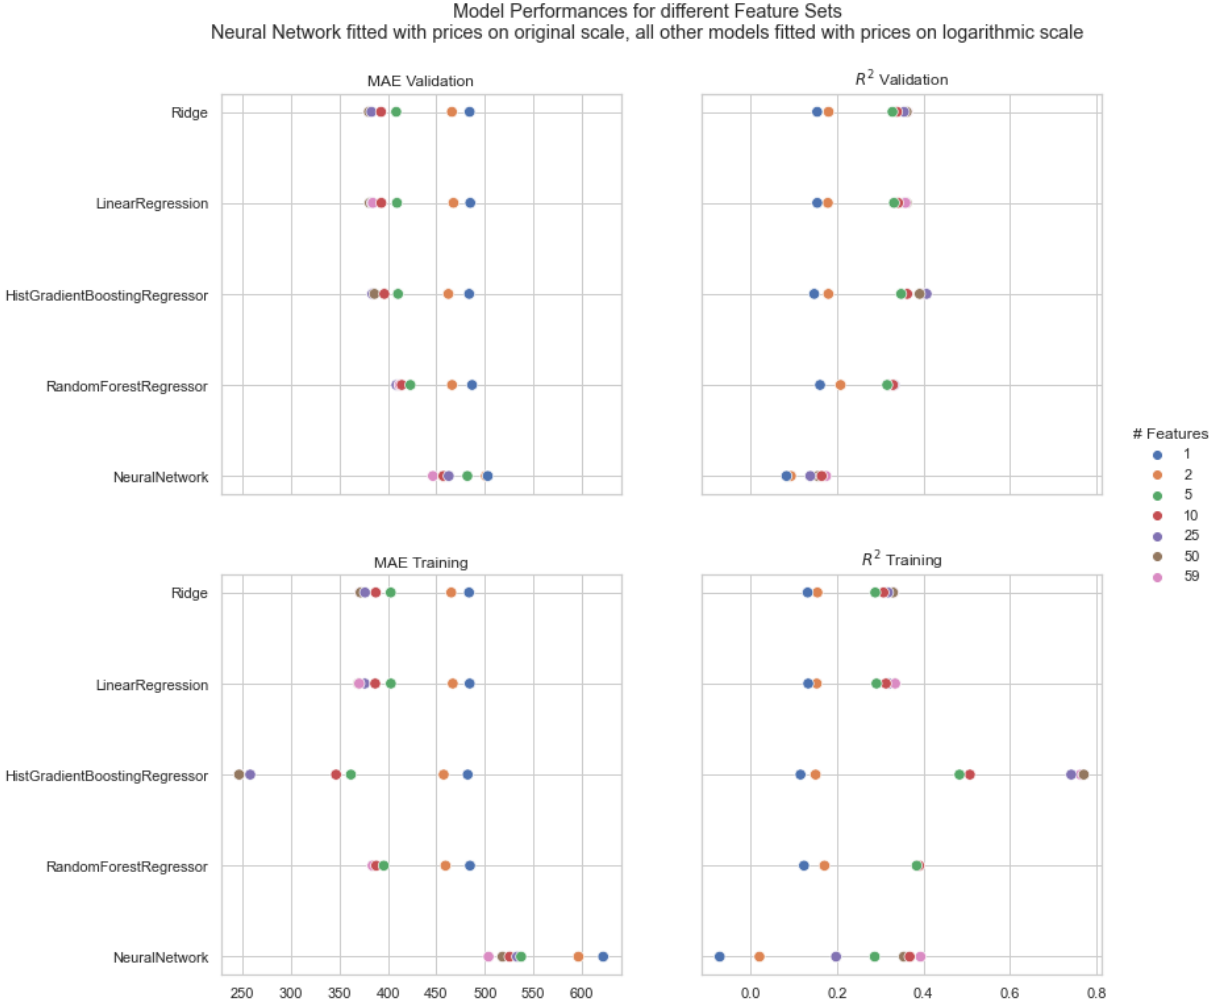 Model Performances for different Feature Sets
Neural Network fitted with prices on original scale, all other models fitted with prices on logarithmic scale
MAE Validation
R² Validation
Ridge
LinearRegression
HistGradientBoostingRegressor
RandomForestRegressor
NeuralNetwork
# Features
1
2
5
10
25
50
59
MAE Training
R² Training
Ridge
LinearRegression
HistGradientBoostingRegressor
RandomForestRegressor
NeuralNetwork
250 300 350 400 450 500 550 600
0.0 0.2 0.4 0.6 0.8